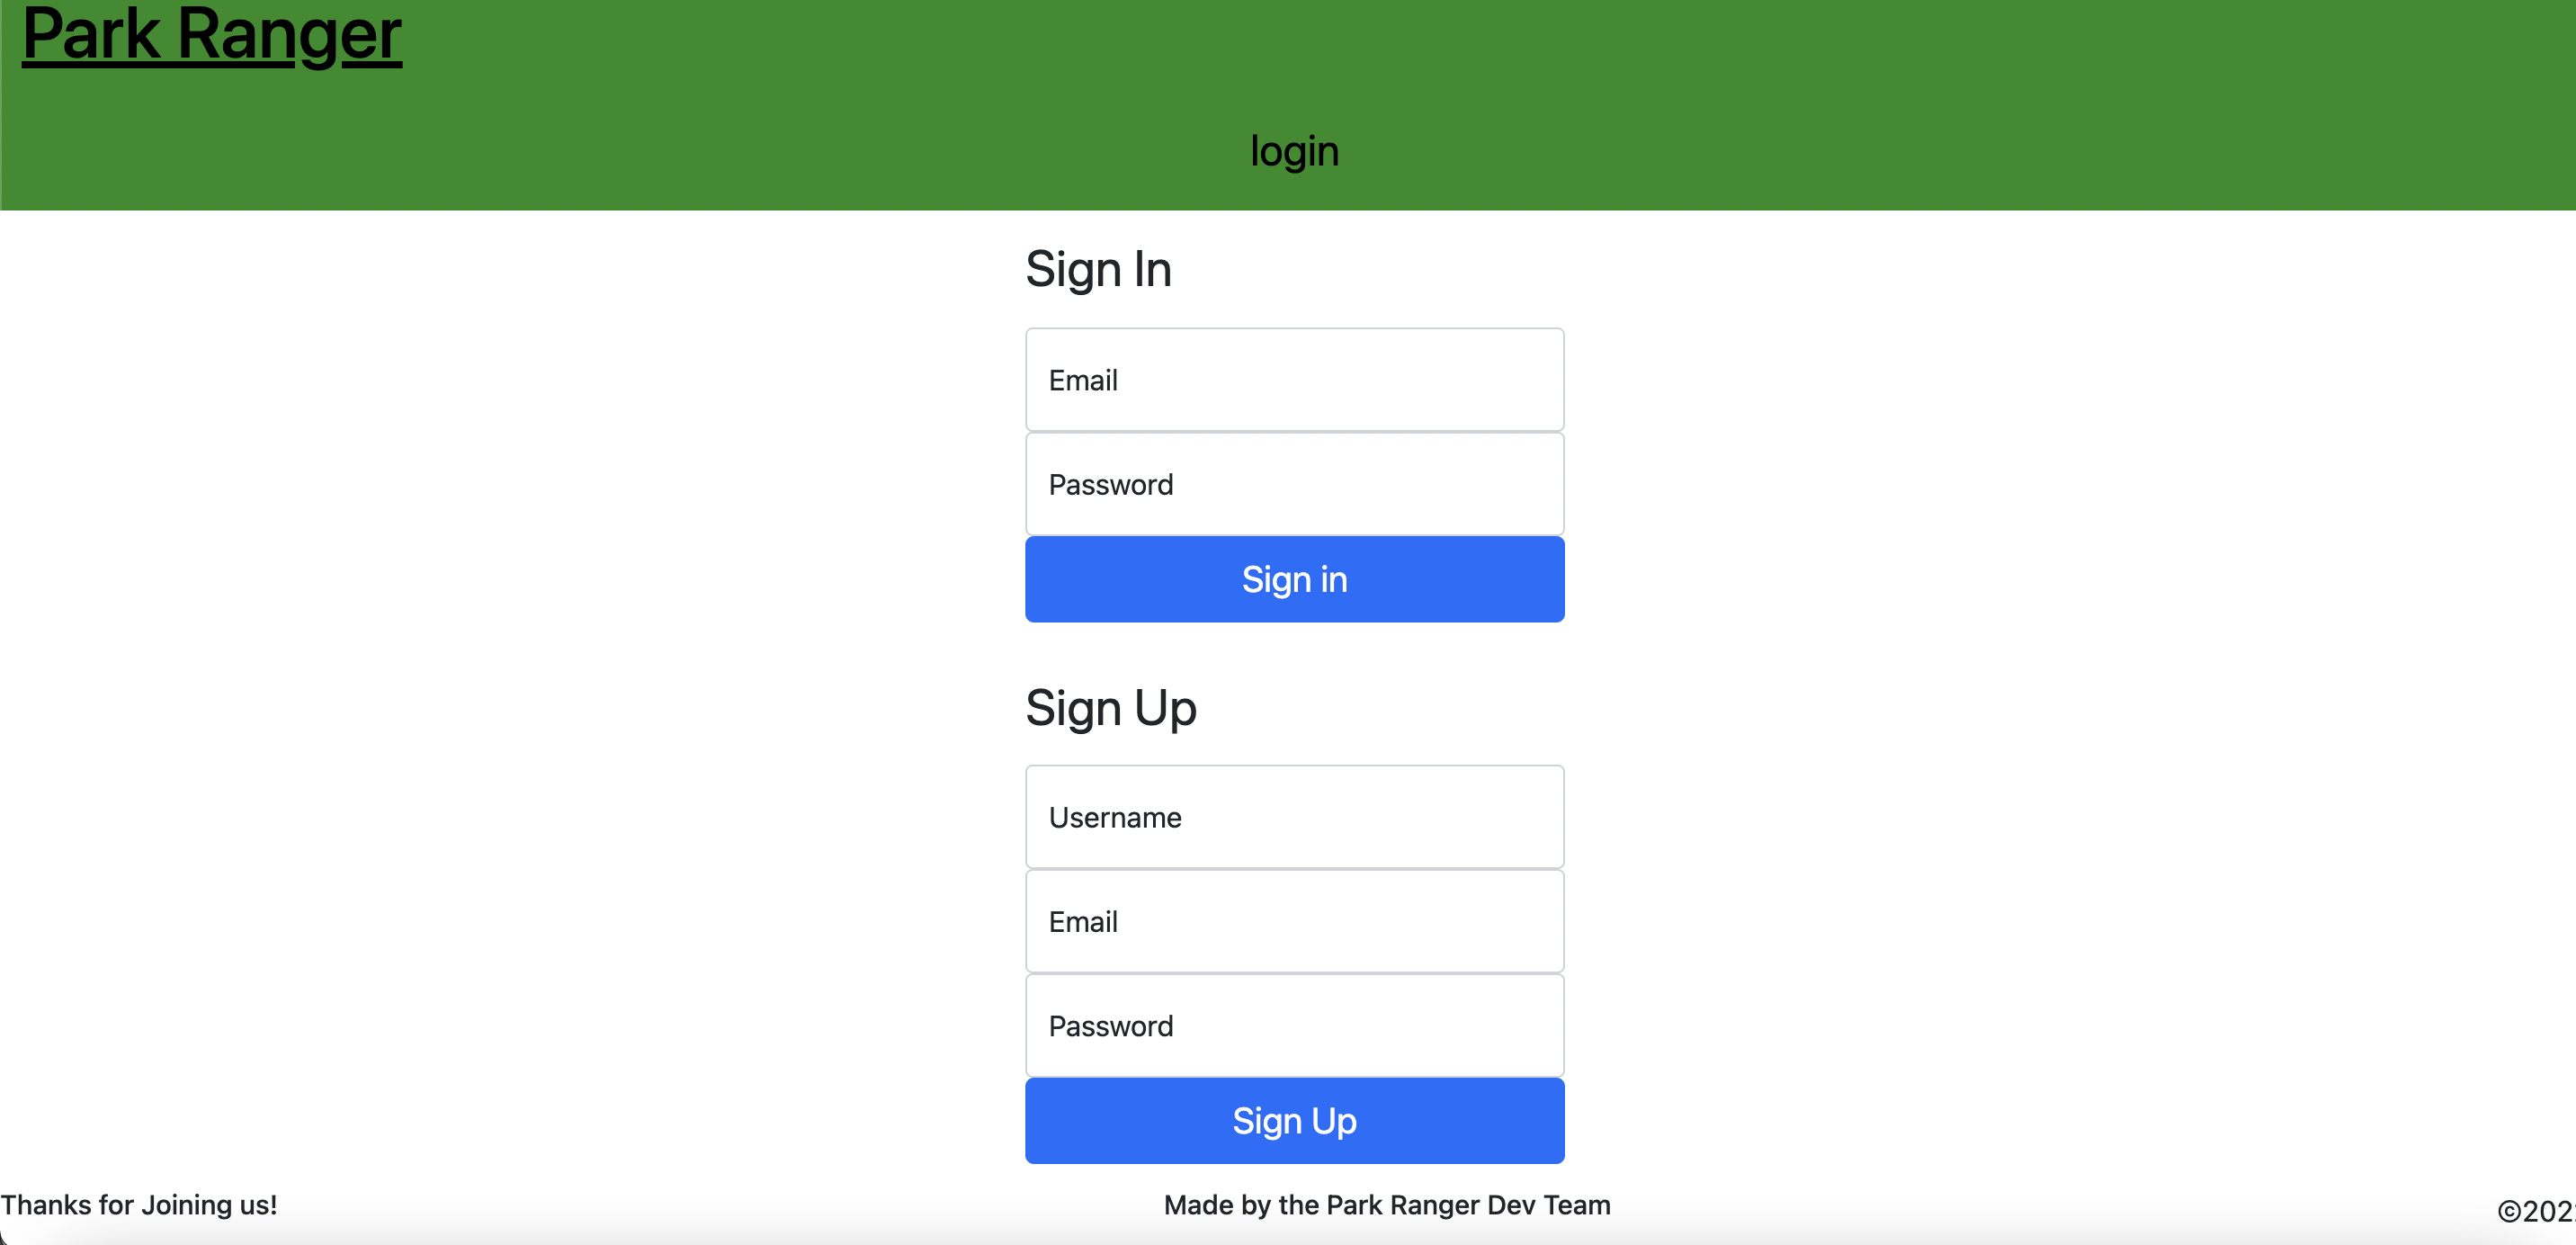 Park Ranger
login
Sign In
Email
Password
Sign in
Sign Up
Username
Email
Password
Sign Up
Thanks for Joining us! Made by the Park Ranger Dev Team